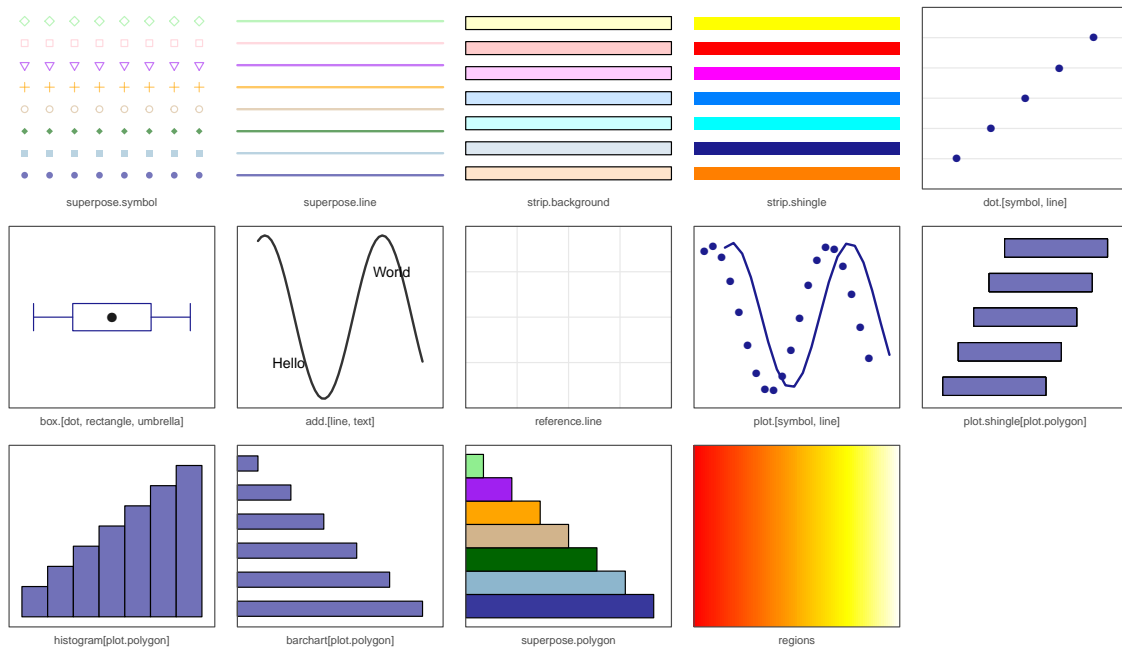 superpose.symbol
superpose.line
strip.background
strip.shingle
dot.[symbol, line]
World
Hello
box.[dot, rectangle, umbrella]
add.[line, text]
reference.line
plot.[symbol, line]
plot.shingle[plot.polygon]
histogram[plot.polygon]
barchart[plot.polygon]
superpose.polygon
regions